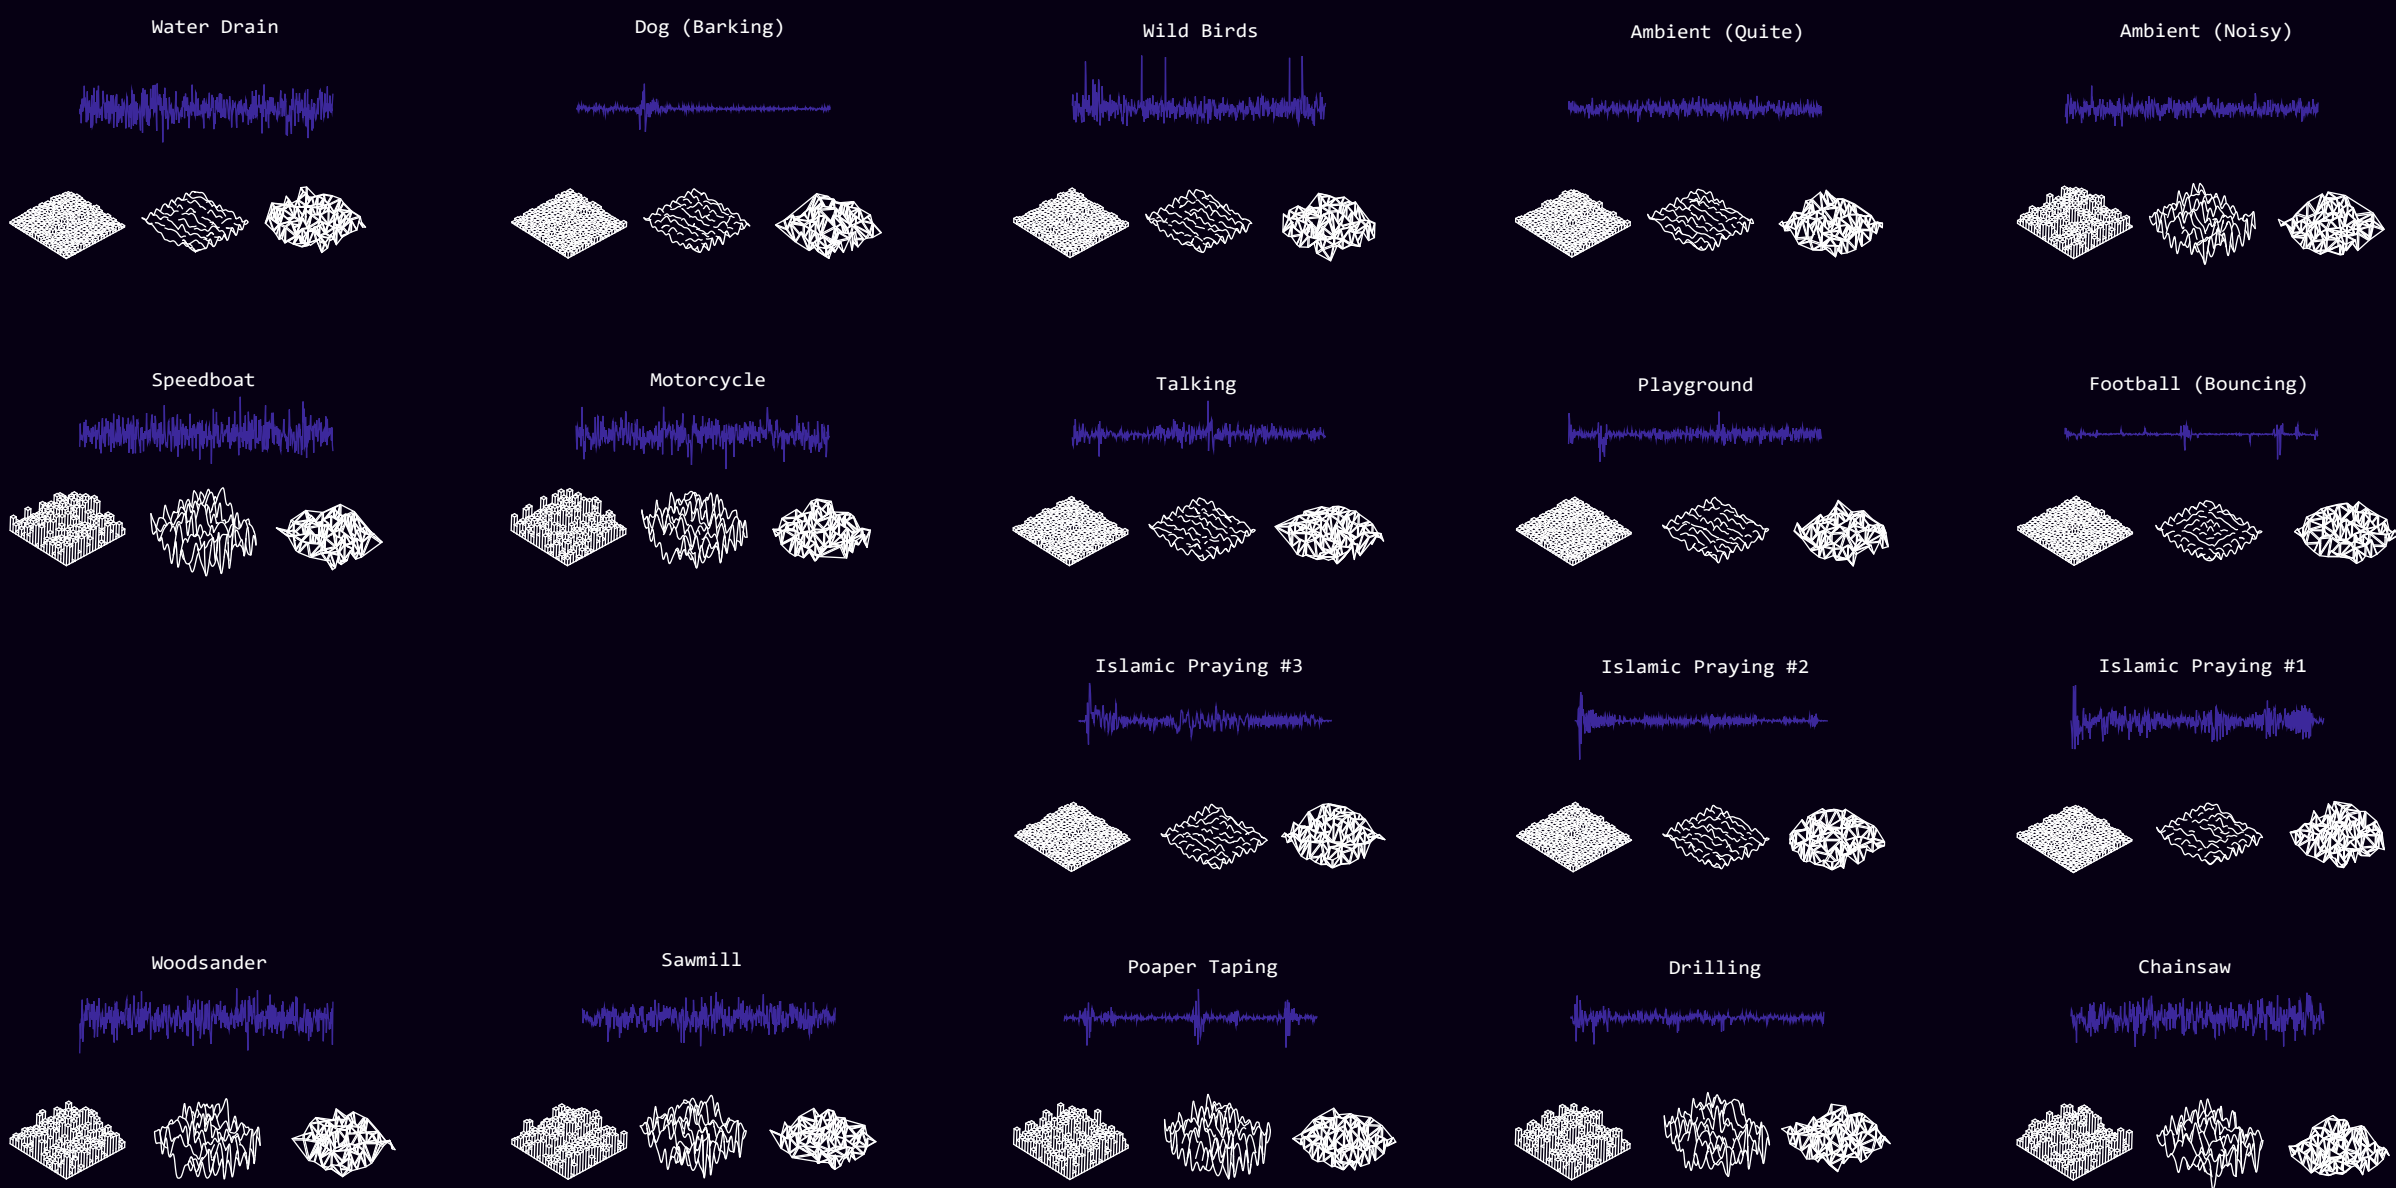 Water Drain
Dog (Barking)
Wild Birds
Ambient (Quite)
Ambient (Noisy)
Speedboat
Motorcycle
Talking
Playground
Football (Bouncing)
Islamic Praying #3
Islamic Praying #2
Islamic Praying #1
Woodsander
Sawmill
Poaper Taping
Drilling
Chainsaw